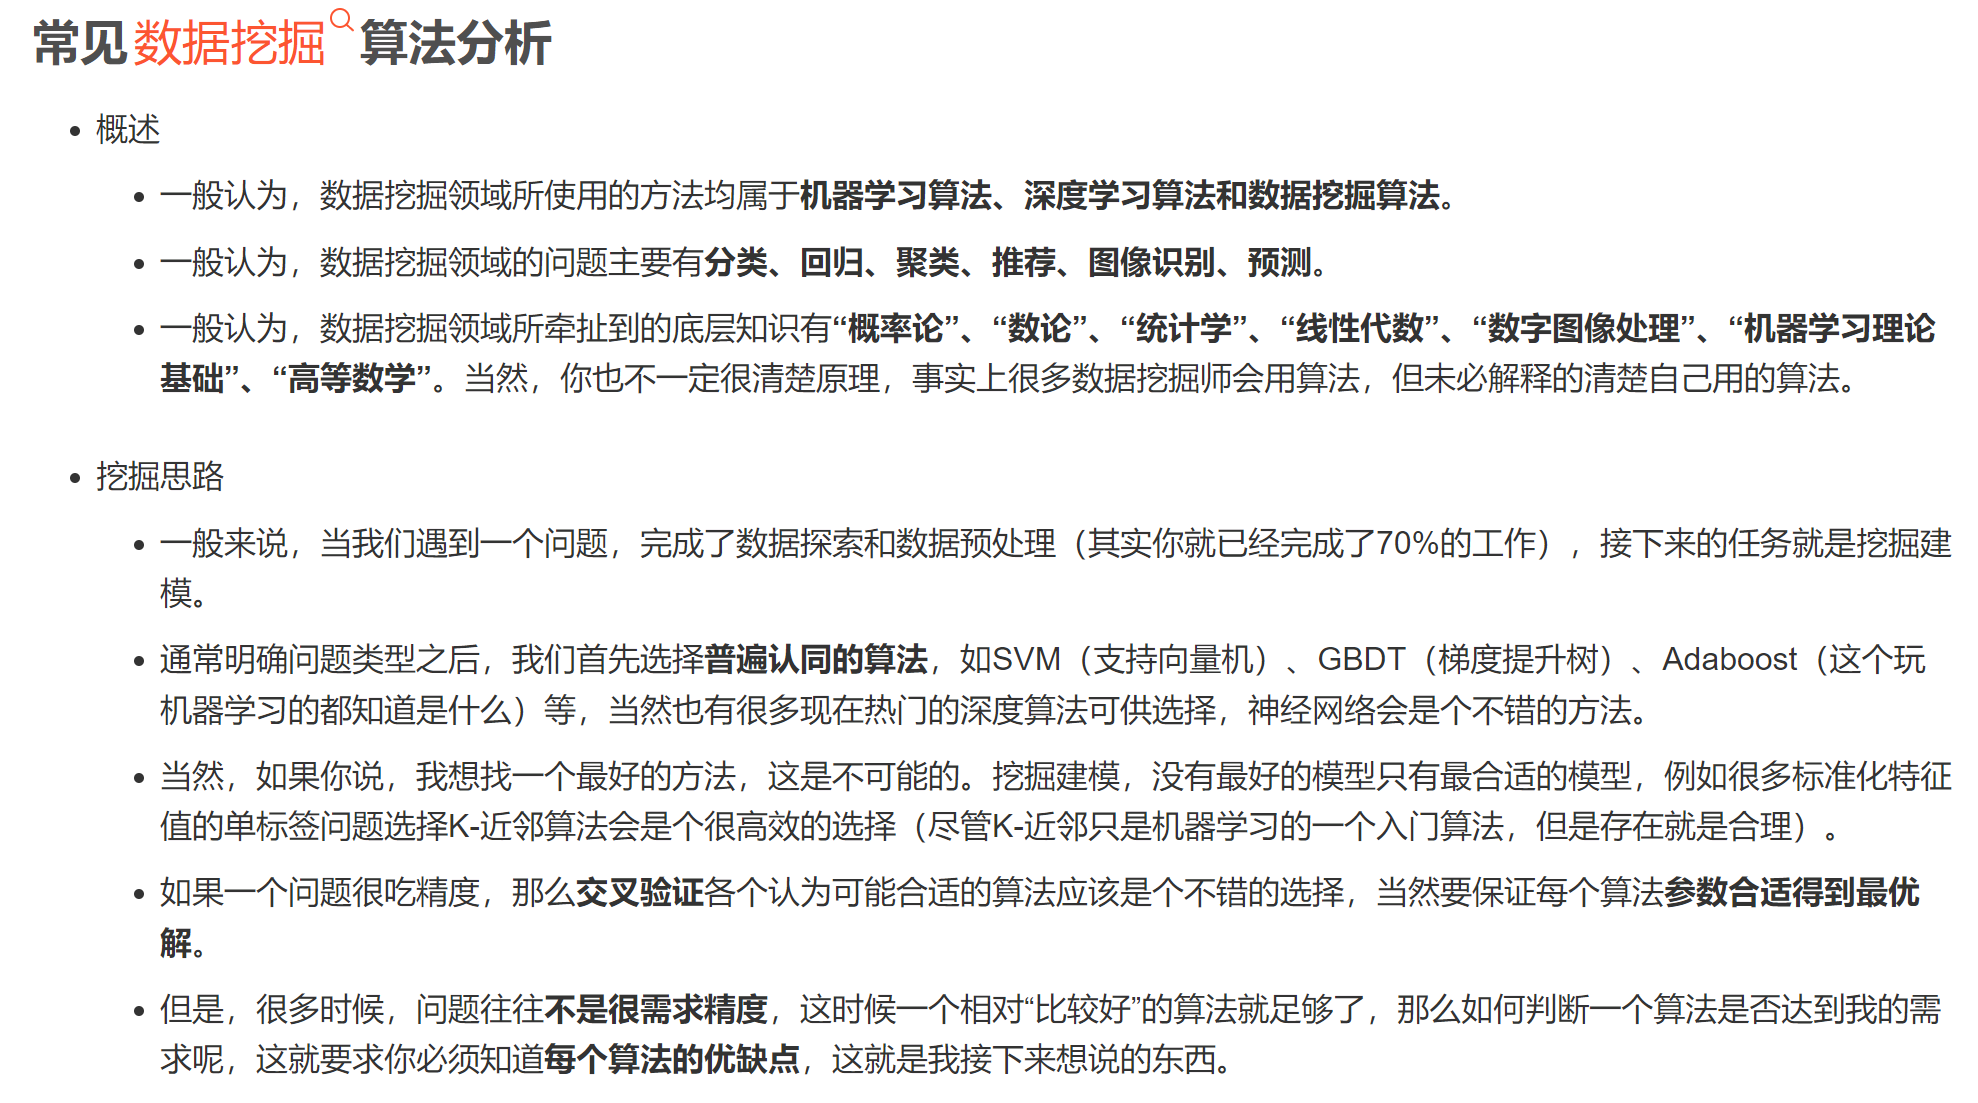 常见数据挖掘算法分析
概述
一般认为，数据挖掘领域所使用的方法均属于机器学习算法、深度学习算法和数据挖掘算法。
一般认为，数据挖掘领域的问题主要有分类、回归、聚类、推荐、图像识别、预测。
一般认为，数据挖掘领域所牵扯到的底层知识有“概率论”、“数论”、“统计学”、“线性代数”、“数字图像处理”、“机器学习理论
基础”、“高等数学”。当然，你也不一定很清楚原理，事实上很多数据挖掘师会用算法，但未必解释的清楚自己用的算法。
挖掘思路
一般来说，当我们遇到一个问题，完成了数据探索和数据预处理（其实你就已经完成了70%的工作），接下来的任务就是挖掘建
模。
通常明确问题类型之后，我们首先选择普遍认同的算法，如SVM（支持向量机）、GBDT（梯度提升树）、Adaboost（这个玩
机器学习的都知道是什么）等，当然也有很多现在热门的深度算法可供选择，神经网络会是个不错的方法。
当然，如果你说，我想找一个最好的方法，这是不可能的。挖掘建模，没有最好的模型只有最合适的模型，例如很多标准化特征
值的单标签问题选择K-近邻算法会是个很高效的选择（尽管K-近邻只是机器学习的一个入门算法，但是存在就是合理）。
如果一个问题很吃精度，那么交叉验证各个认为可能合适的算法应该是个不错的选择，当然要保证每个算法参数合适得到最优
解。
但是，很多时候，问题往往不是很需求精度，这时候一个相对“比较好”的算法就足够了，那么如何判断一个算法是否达到我的需
求呢，这就要求你必须知道每个算法的优缺点，这就是我接下来想说的东西。